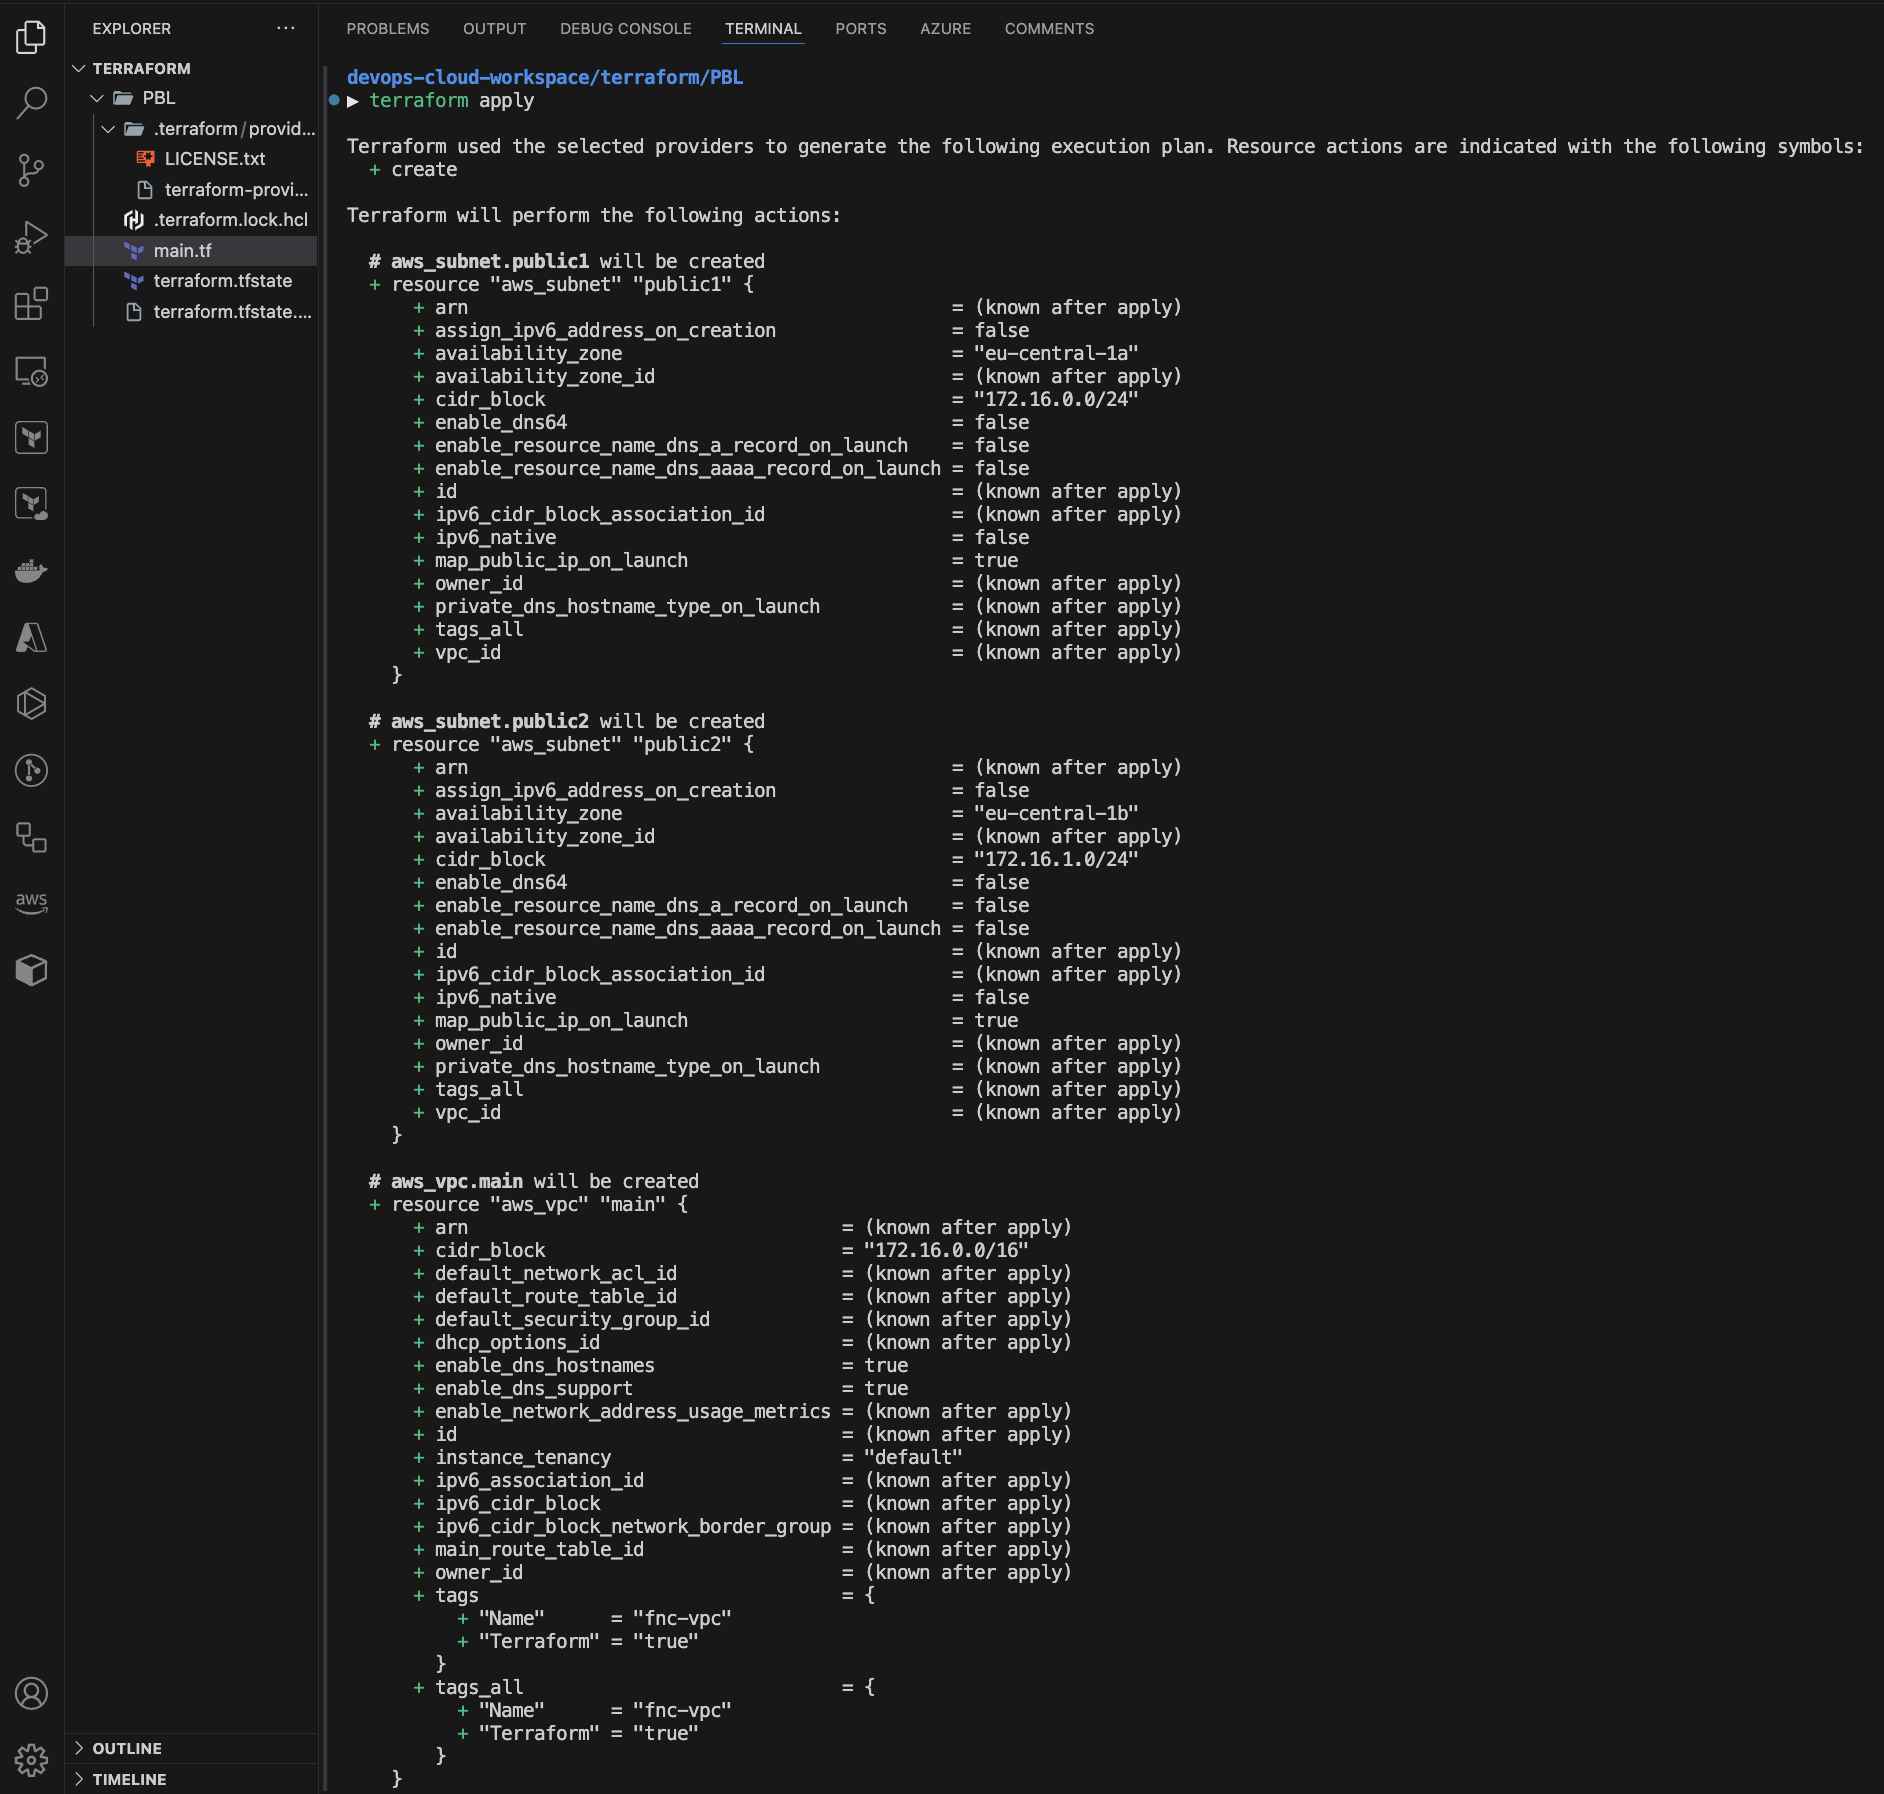 EXPLORER
TERRAFORM
PBL
.terraform/provid...
LICENSE.txt
terraform-provi...
.terraform.lock.hcl
main.tf
terraform.tfstate
terraform.tfstate....
aws
OUTLINE
TIMELINE
PROBLEMS OUTPUT DEBUG CONSOLE TERMINAL PORTS AZURE COMMENTS
devops-cloud-workspace/terraform/PBL
▶ terraform apply
Terraform used the selected providers to generate the following execution plan. Resource actions are indicated with the following symbols:
+ create
Terraform will perform the following actions:
# aws_subnet.public1 will be created
+ resource "aws_subnet" "public1" {
+ arn = (known after apply)
+ assign_ipv6_address_on_creation = false
+ availability_zone = "eu-central-1a"
+ availability_zone_id = (known after apply)
+ cidr_block = "172.16.0.0/24"
+ enable_dns64 = false
+ enable_resource_name_dns_a_record_on_launch = false
+ enable_resource_name_dns_aaaa_record_on_launch = false
+ id = (known after apply)
+ ipv6_cidr_block_association_id = (known after apply)
+ ipv6_native = false
+ map_public_ip_on_launch = true
+ owner_id = (known after apply)
+ private_dns_hostname_type_on_launch = (known after apply)
+ tags_all = (known after apply)
+ vpc_id = (known after apply)
}
# aws_subnet.public2 will be created
+ resource "aws_subnet" "public2" {
+ arn = (known after apply)
+ assign_ipv6_address_on_creation = false
+ availability_zone = "eu-central-1b"
+ availability_zone_id = (known after apply)
+ cidr_block = "172.16.1.0/24"
+ enable_dns64 = false
+ enable_resource_name_dns_a_record_on_launch = false
+ enable_resource_name_dns_aaaa_record_on_launch = false
+ id = (known after apply)
+ ipv6_cidr_block_association_id = (known after apply)
+ ipv6_native = false
+ map_public_ip_on_launch = true
+ owner_id = (known after apply)
+ private_dns_hostname_type_on_launch = (known after apply)
+ tags_all = (known after apply)
+ vpc_id = (known after apply)
}
# aws_vpc.main will be created
+ resource "aws_vpc" "main" {
+ arn = (known after apply)
+ cidr_block = "172.16.0.0/16"
+ default_network_acl_id = (known after apply)
+ default_route_table_id = (known after apply)
+ default_security_group_id = (known after apply)
+ dhcp_options_id = (known after apply)
+ enable_dns_hostnames = true
+ enable_dns_support = true
+ enable_network_address_usage_metrics = (known after apply)
+ id = (known after apply)
+ instance_tenancy = "default"
+ ipv6_association_id = (known after apply)
+ ipv6_cidr_block = (known after apply)
+ ipv6_cidr_block_network_border_group = (known after apply)
+ main_route_table_id = (known after apply)
+ owner_id = (known after apply)
+ tags = {
+ "Name" = "fnc-vpc"
+ "Terraform" = "true"
}
+ tags_all = {
+ "Name" = "fnc-vpc"
+ "Terraform" = "true"
}
}